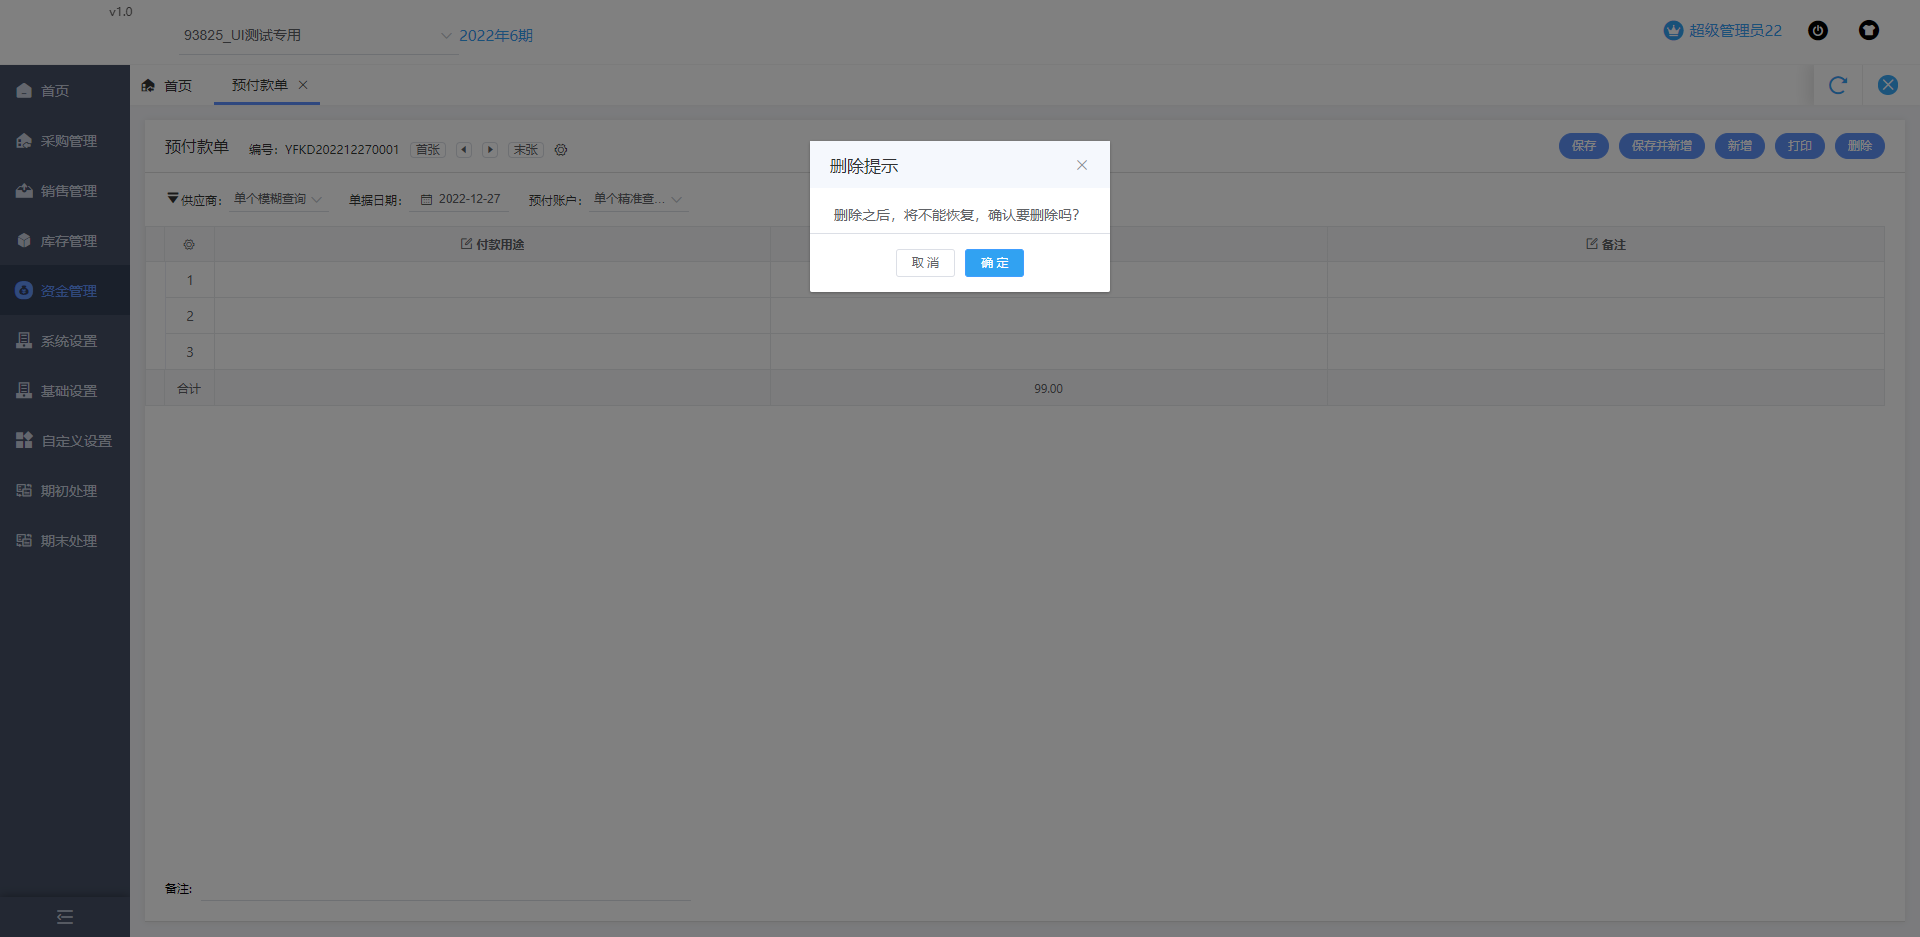 v1.0
93825_UI测试专用
2022年6期
超级管理员22
首页
采购管理
销售管理
库存管理
资金管理
系统设置
基础设置
自定义设置
期初处理
期末处理
首页
预付款单
预付款单
编号：
YFKD202212270001
首张
末张
保存
保存并新增
新增
打印
删除
供应商：
单个模糊查询
单据日期：
2022-12-27
预付账户：
单个精准查...
付款用途
备注
1
2
3
合计
99.00
删除提示
删除之后，将不能恢复，确认要删除吗？
取消
确定
备注: